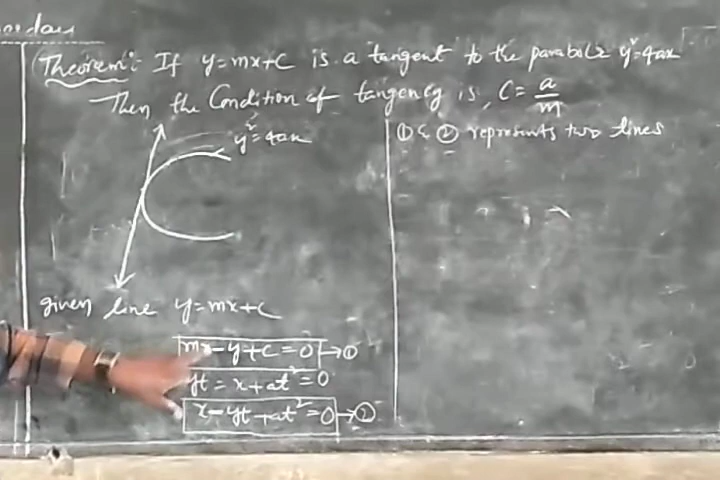 Theorem: If y=mx+c is a tangent to the parabola y²=4ax
Then the Condition of tangency is, C = a/m
y²=4ax
given line y=mx+c
mx-y+c=0 → ①
yt = x+at²=0
x-yt+at²=0 → ②
① & ② represents two lines